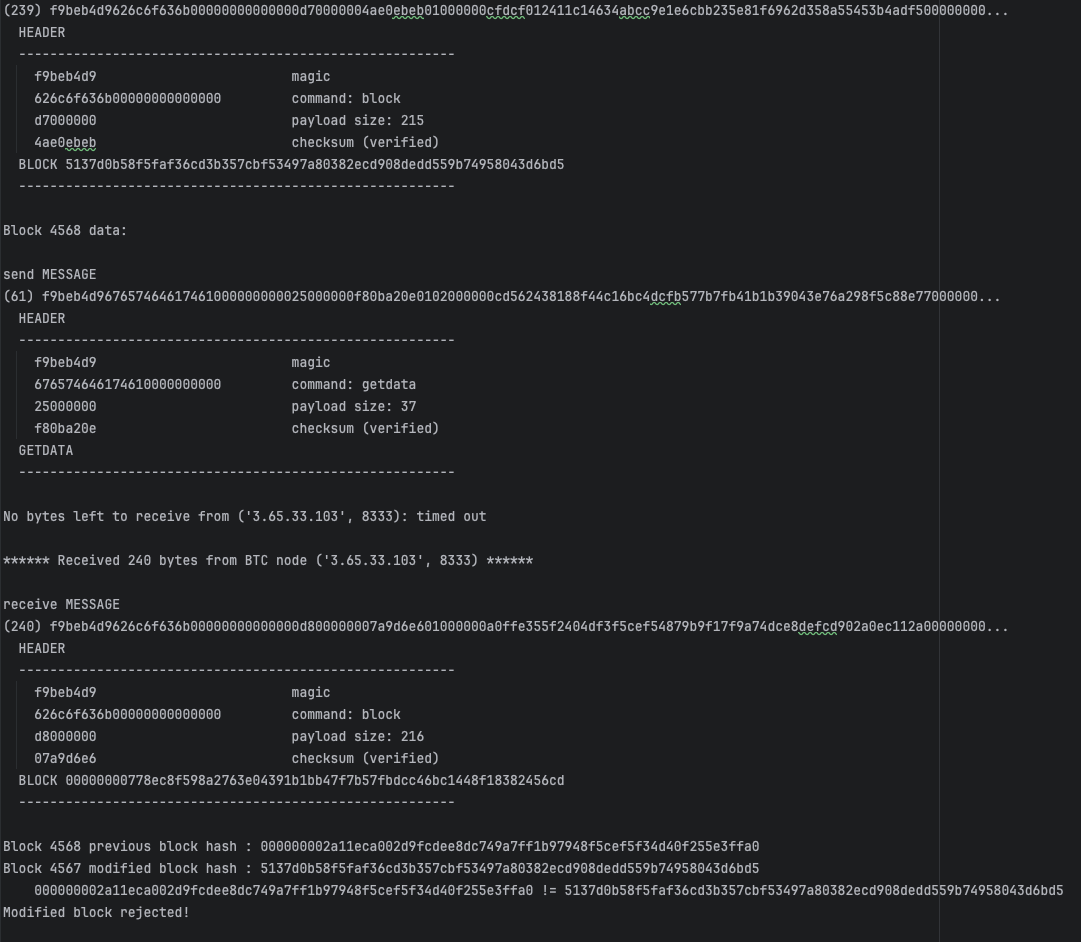 (239) f9beb4d9626c6f636b00000000000000d70000004ae0ebeb01000000cfdcf012411c14634abcc9e1e6cbb235e81f6962d358a55453b4adf500000000...
HEADER
--------------------------------------------------------
f9beb4d9 magic
626c6f636b00000000000000 command: block
d7000000 payload size: 215
4ae0ebeb checksum (verified)
BLOCK 5137d0b58f5faf36cd3b357cbf53497a80382ecd908dedd559b74958043d6bd5
--------------------------------------------------------
Block 4568 data:
send MESSAGE
(61) f9beb4d967657464617461000000000025000000f80ba20e0102000000cd562438188f44c16bc4dcfb577b7fb41b1b39043e76a298f5c88e77000000...
HEADER
--------------------------------------------------------
f9beb4d9 magic
676574646174610000000000 command: getdata
25000000 payload size: 37
f80ba20e checksum (verified)
GETDATA
--------------------------------------------------------
No bytes left to receive from ('3.65.33.103', 8333): timed out
****** Received 240 bytes from BTC node ('3.65.33.103', 8333) ******
receive MESSAGE
(240) f9beb4d9626c6f636b00000000000000d800000007a9d6e601000000a0ffe355f2404df3f5cef54879b9f17f9a74dce8defcd902a0ec112a00000000...
HEADER
--------------------------------------------------------
f9beb4d9 magic
626c6f636b00000000000000 command: block
d8000000 payload size: 216
07a9d6e6 checksum (verified)
BLOCK 00000000778ec8f598a2763e04391b1bb47f7b57fbdcc46bc1448f18382456cd
--------------------------------------------------------
Block 4568 previous block hash : 000000002a11eca002d9fcdee8dc749a7ff1b97948f5cef5f34d40f255e3ffa0
Block 4567 modified block hash : 5137d0b58f5faf36cd3b357cbf53497a80382ecd908dedd559b74958043d6bd5
000000002a11eca002d9fcdee8dc749a7ff1b97948f5cef5f34d40f255e3ffa0 != 5137d0b58f5faf36cd3b357cbf53497a80382ecd908dedd559b74958043d6bd5
Modified block rejected!